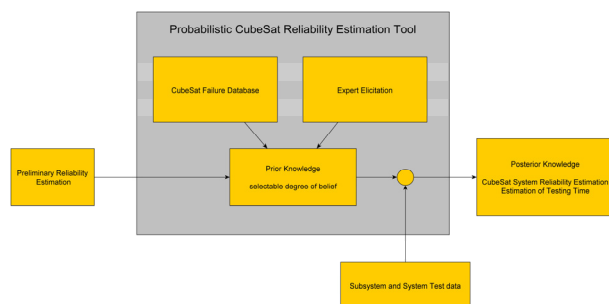 Probabilistic CubeSat Reliability Estimation Tool
CubeSat Failure Database
Expert Elicitation
Preliminary Reliability
Estimation
Prior Knowledge
selectable degree of belief
Posterior Knowledge
CubeSat System Reliability Estimation
Estimation of Testing Time
Subsystem and System Test data